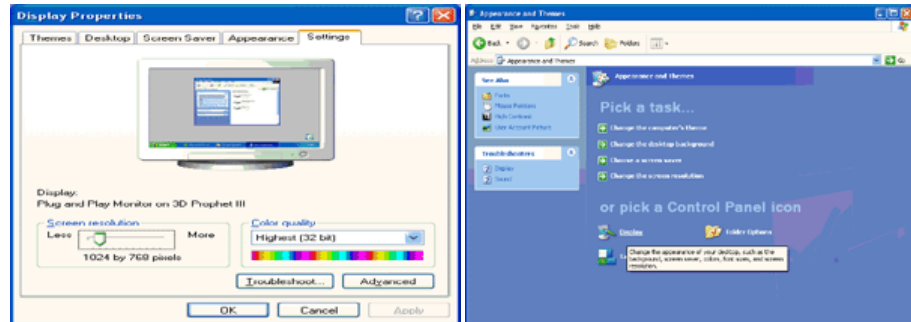 Display Properties
Themes Desktop Screen Saver Appearance Settings
Display:
Plug and Play Monitor on 3D Prophet III
Screen resolution
Less More
1024 by 768 pixels
Color quality
Highest (32 bit)
Troubleshoot... Advanced
OK Cancel Apply
Appearance and Themes
File Edit View Favorites Tools Help
Back Search Folders
Address Appearance and Themes Go
See Also
Fonts
Mouse Pointers
High Contrast
User Account Picture
Troubleshooters
Display
Sound
Appearance and Themes
Pick a task...
Change the computer's theme
Change the desktop background
Choose a screen saver
Change the screen resolution
or pick a Control Panel icon
Display Folder Options
Change the appearance of your desktop, such as the
background, screen saver, colors, font sizes, and screen
resolution.